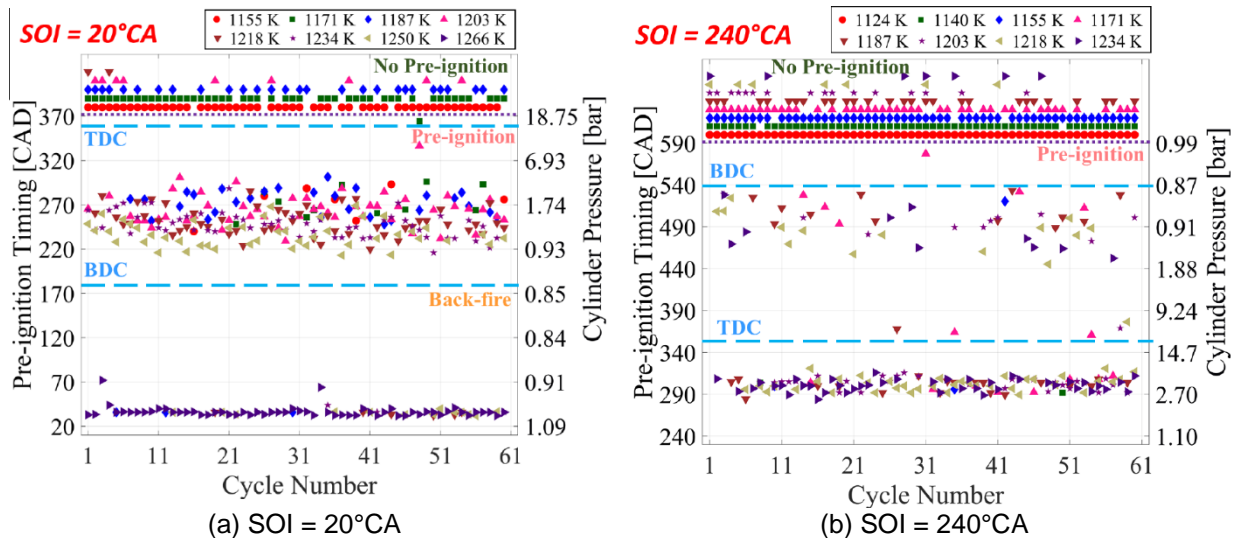 SOI = 20°CA
1155 K 1171 K 1187 K 1203 K
1218 K 1234 K 1250 K 1266 K
No Pre-ignition
370
320
270
220
170
120
70
20
Pre-ignition Timing [CAD]
TDC
Pre-ignition
BDC
Back-fire
18.75
6.93
1.74
0.93
0.85
0.84
0.91
1.09
Cylinder Pressure [bar]
1 11 21 31 41 51 61
Cycle Number
(a) SOI = 20°CA
SOI = 240°CA
1124 K 1140 K 1155 K 1171 K
1187 K 1203 K 1218 K 1234 K
No Pre-ignition
590
540
490
440
390
340
290
240
Pre-ignition Timing [CAD]
Pre-ignition
BDC
TDC
0.99
0.87
0.91
1.88
9.24
14.7
2.70
1.10
Cylinder Pressure [bar]
1 11 21 31 41 51 61
Cycle Number
(b) SOI = 240°CA